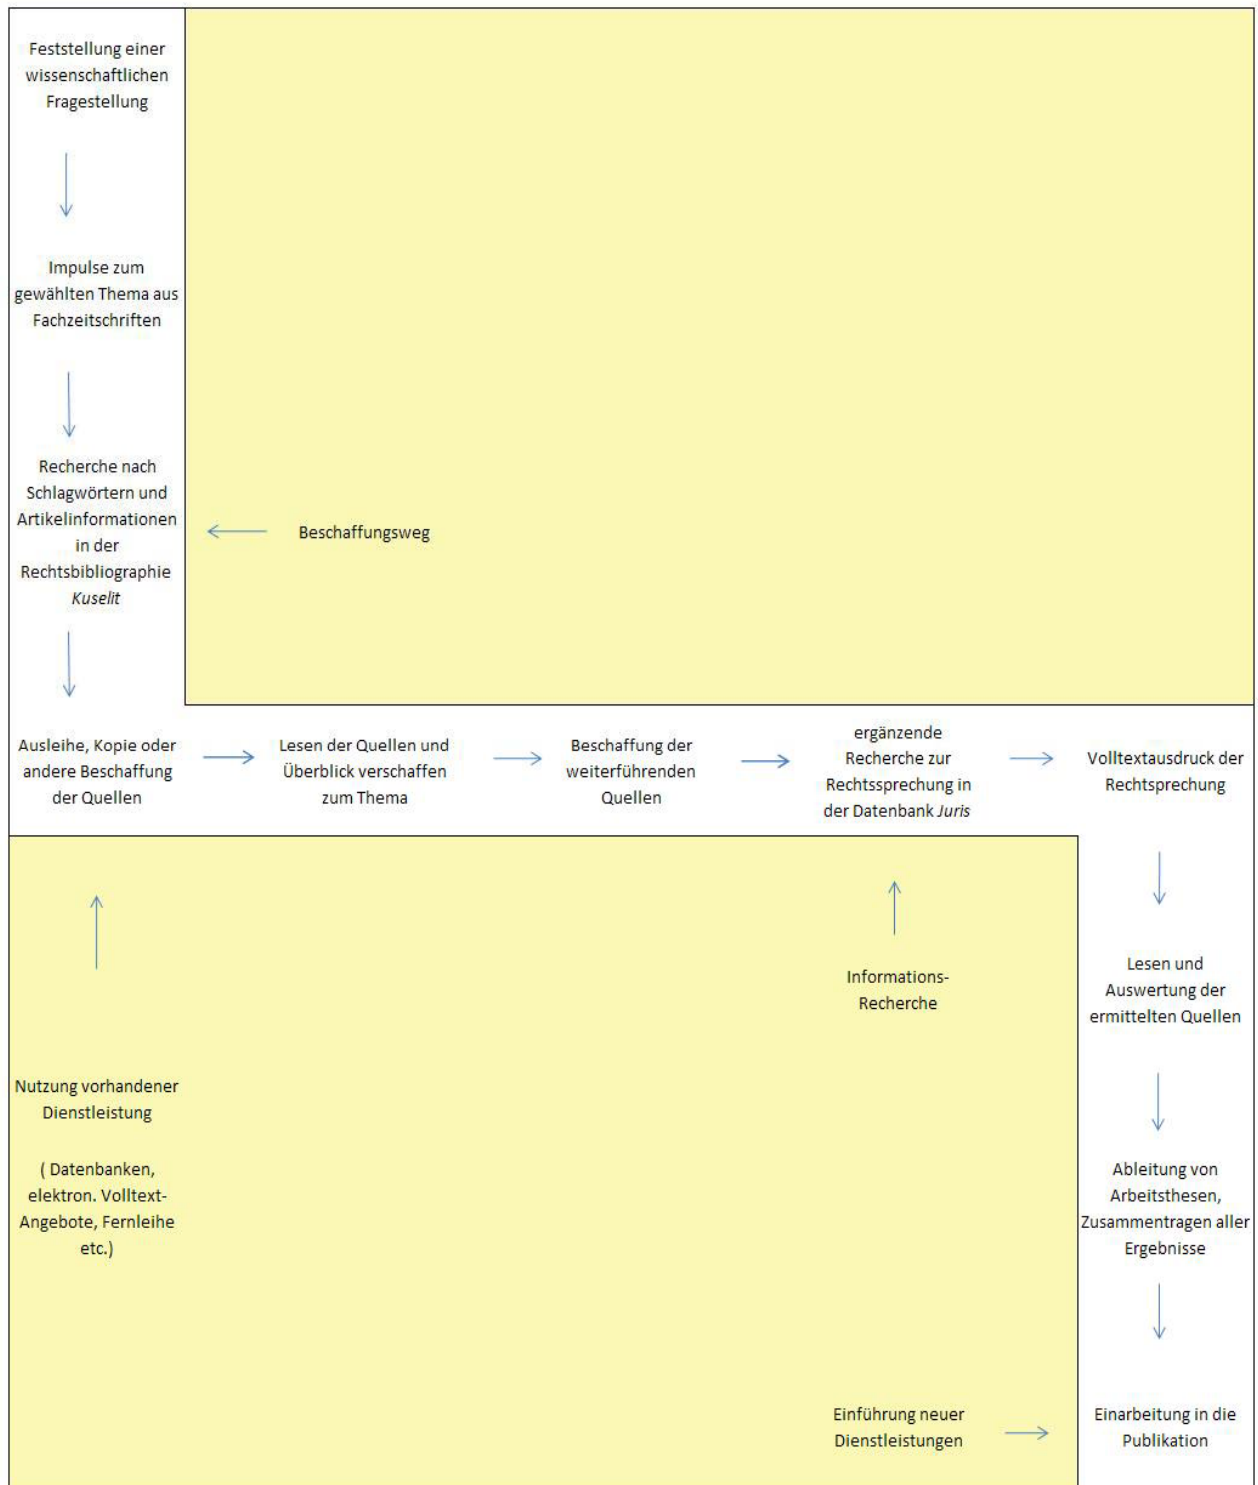 Feststellung einer
wissenschaftlichen
Fragestellung
Impulse zum
gewählten Thema aus
Fachzeitschriften
Recherche nach
Schlagwörtern und
Artikelinformationen
in der
Rechtsbibliographie
Kuselit
Beschaffungsweg
Ausleihe, Kopie oder
andere Beschaffung
der Quellen
Lesen der Quellen und
Überblick verschaffen
zum Thema
Beschaffung der
weiterführenden
Quellen
ergänzende
Recherche zur
Rechtssprechung in
der Datenbank Juris
Volltextausdruck der
Rechtsprechung
Informations-
Recherche
Lesen und
Auswertung der
ermittelten Quellen
Nutzung vorhandener
Dienstleistung
( Datenbanken,
elektron. Volltext-
Angebote, Fernleihe
etc.)
Ableitung von
Arbeitsthesen,
Zusammentragen aller
Ergebnisse
Einführung neuer
Dienstleistungen
Einarbeitung in die
Publikation